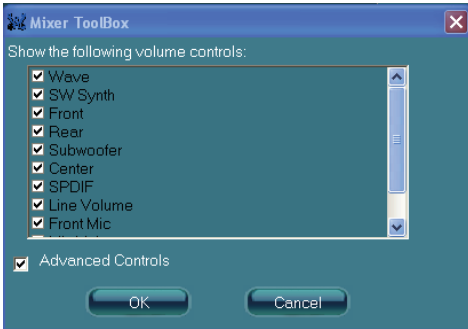 Mixer ToolBox
Show the following volume controls:
Wave
SW Synth
Front
Rear
Subwoofer
Center
SPDIF
Line Volume
Front Mic
Advanced Controls
OK
Cancel